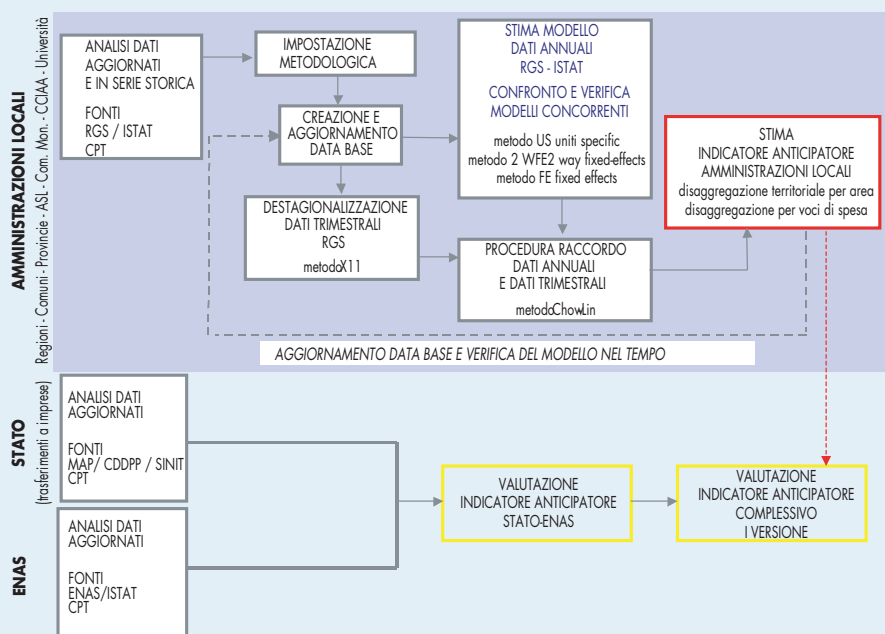 AMMINISTRAZIONI LOCALI
Regioni - Comuni - Provincie - ASL - Com. Mon. - CCIAA - Università
ANALISI DATI
AGGIORNATI
E IN SERIE STORICA
FONTI
RGS / ISTAT
CPT
IMPOSTAZIONE
METODOLOGICA
CREAZIONE E
AGGIORNAMENTO
DATA BASE
DESTAGIONALIZZAZIONE
DATI TRIMESTRALI
RGS
metodoX11
STIMA MODELLO
DATI ANNUALI
RGS - ISTAT
CONFRONTO E VERIFICA
MODELLI CONCORRENTI
metodo US uniti specific
metodo 2 WFE2 way fixed-effects
metodo FE fixed effects
PROCEDURA RACCORDO
DATI ANNUALI
E DATI TRIMESTRALI
metodoChowLin
STIMA
INDICATORE ANTICIPATORE
AMMINISTRAZIONI LOCALI
disaggregazione territoriale per area
disaggregazione per voci di spesa
AGGIORNAMENTO DATA BASE E VERIFICA DEL MODELLO NEL TEMPO
STATO
(trasferimenti a imprese)
ANALISI DATI
AGGIORNATI
FONTI
MAP/ CDDPP / SINIT
CPT
ENAS
ANALISI DATI
AGGIORNATI
FONTI
ENAS/ISTAT
CPT
VALUTAZIONE
INDICATORE ANTICIPATORE
STATO-ENAS
VALUTAZIONE
INDICATORE ANTICIPATORE
COMPLESSIVO
I VERSIONE